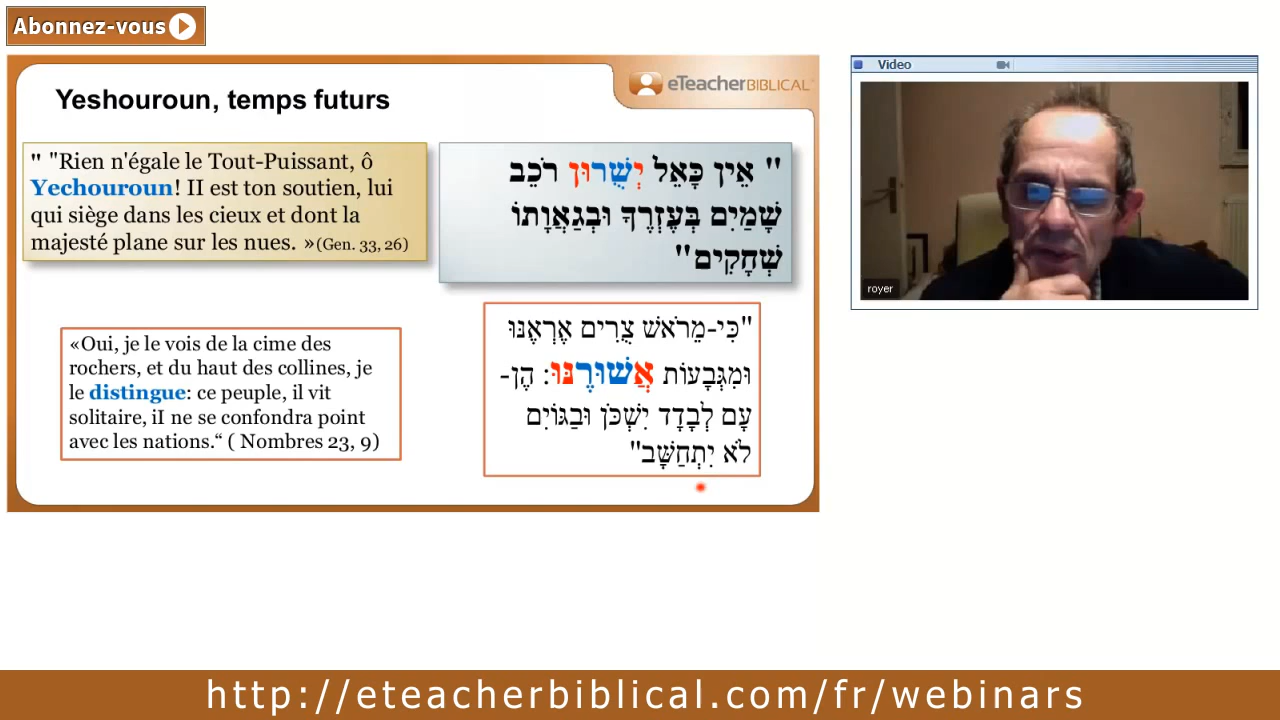 Abonnez-vous
eTeacherBIBLICAL
Yeshouroun, temps futurs
" "Rien n'égale le Tout-Puissant, ô
Yechouroun! II est ton soutien, lui
qui siège dans les cieux et dont la
majesté plane sur les nues. »(Gen. 33, 26)
" אֵין כָּאֵל יְשֻׁרוּן רֹכֵב
שָׁמַיִם בְּעֶזְרֶךָ וּבְגַאֲוָתוֹ
שְׁחָקִים"
«Oui, je le vois de la cime des
rochers, et du haut des collines, je
le distingue: ce peuple, il vit
solitaire, iI ne se confondra point
avec les nations.“ ( Nombres 23, 9)
"כִּי-מֵרֹאשׁ צֻרִים אֶרְאֶנּוּ
וּמִגְּבָעוֹת אֲשׁוּרֶנּוּ: הֶן-
עָם לְבָדָד יִשְׁכֹּן וּבַגּוֹיִם
לֹא יִתְחַשָּׁב"
Video
royer
http://eteacherbiblical.com/fr/webinars